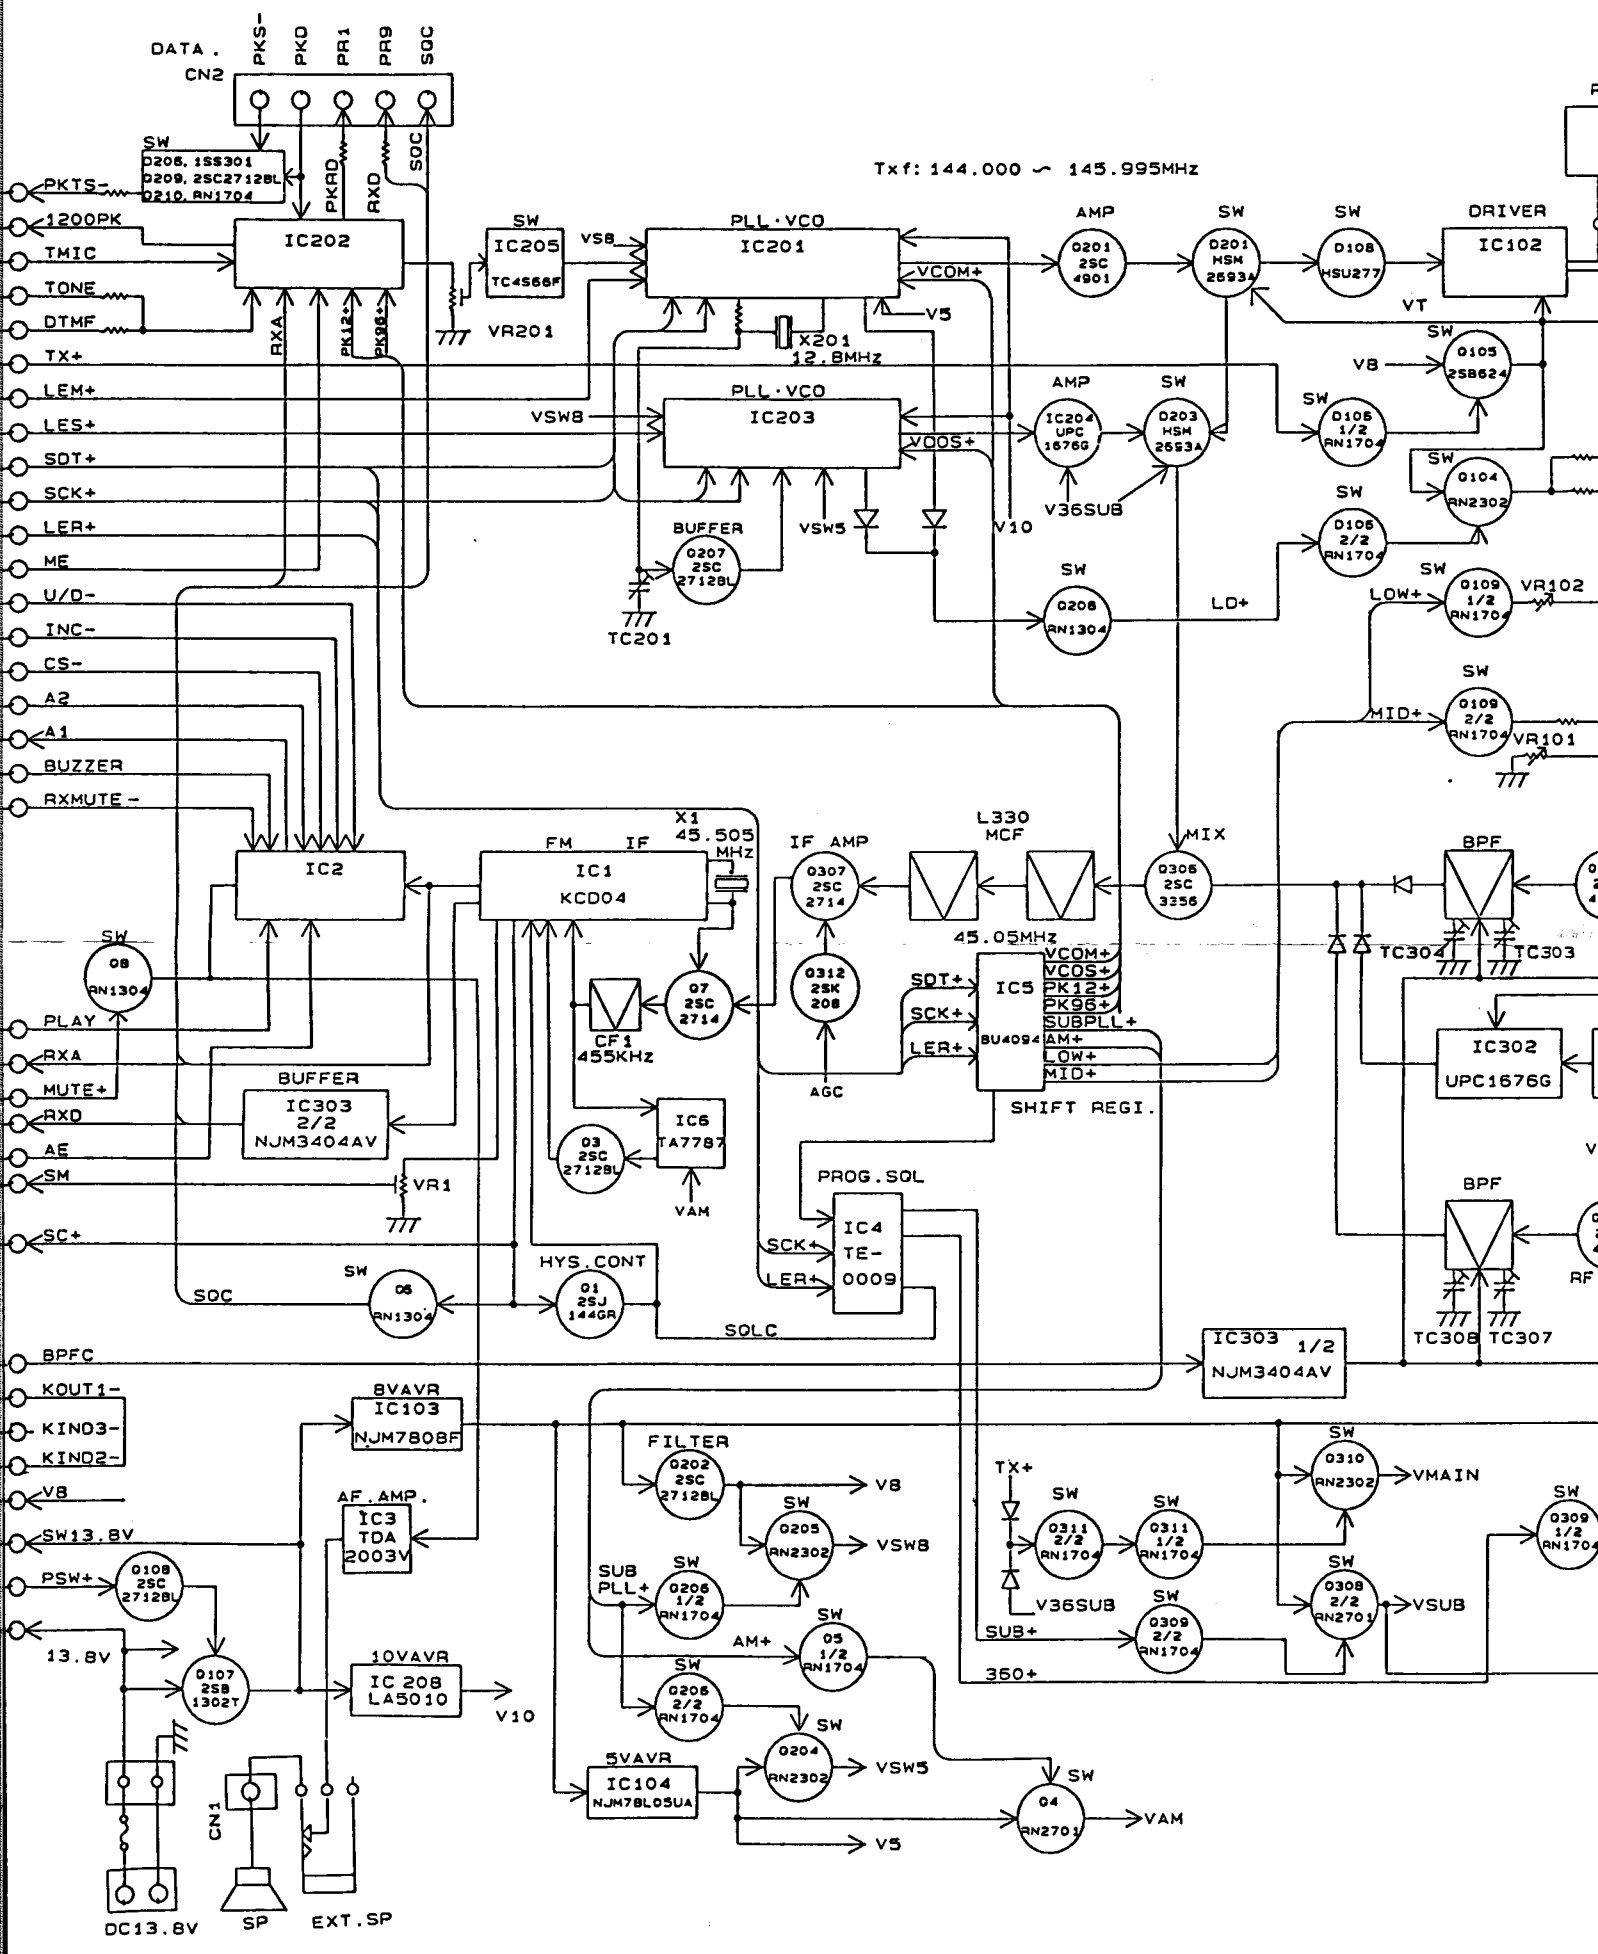 DATA.
CN2
PKS-
PKD
PR1
PR9
SQC
SW
D206, 1SS301
Q209, 2SC2712BL
Q210, RN1704
PKRD
RXD
SQC
PKTS-
1200PK
TMIC
TONE
DTMF
TX+
LEM+
LES+
SDT+
SCK+
LER+
ME
U/D-
INC-
CS-
A2
A1
BUZZER
RXMUTE-
IC202
RXA
PK12+
PK96+
VR201
SW
IC205
TC4S66F
VS8
PLL·VCO
IC201
VCOM+
V5
X201
12.8MHz
Txf: 144.000 ~ 145.995MHz
AMP
Q201
2SC
4901
SW
D201
HSM
2693A
SW
D108
HSU277
DRIVER
IC102
VT
SW
V8
Q105
2SB624
PLL·VCO
IC203
VSW8
VCOS+
AMP
IC204
UPC
1676G
SW
D203
HSM
2693A
V36SUB
V10
VSW5
BUFFER
Q207
2SC
2712BL
TC201
SW
Q106
1/2
RN1704
SW
Q104
RN2302
SW
Q106
2/2
RN1704
SW
Q208
RN1304
LD+
LOW+
SW
Q109
1/2
RN1704
VR102
SW
MID+
Q109
2/2
RN1704
VR101
IC2
FM IF
IC1
KCD04
X1
45.505
MHz
IF AMP
Q307
2SC
2714
L330
MCF
45.05MHz
MIX
Q306
2SC
3356
BPF
TC304
TC303
SW
Q8
RN1304
PLAY
RXA
MUTE+
RXD
AE
SM
SC+
BUFFER
IC303
2/2
NJM3404AV
VR1
CF1
455KHz
Q7
2SC
2714
Q312
2SK
208
AGC
SDT+
SCK+
LER+
IC5
BU4094
VCOM+
VCOS+
PK12+
PK96+
SUBPLL+
AM+
LOW+
MID+
SHIFT REGI.
IC302
UPC1676G
IC6
TA7787
Q3
2SC
2712BL
VAM
PROG.SQL
IC4
TE-
0009
SCK+
LER+
HYS.CONT
Q1
2SJ
144GR
SW
Q6
RN1304
SQC
SQLC
BPF
RF
TC308
TC307
IC303 1/2
NJM3404AV
BPFC
KOUT1-
KIND3-
KIND2-
V8
SW13.8V
PSW+
13.8V
8VAVR
IC103
NJM7808F
AF.AMP.
IC3
TDA
2003V
Q108
2SC
2712BL
Q107
2SB
1302T
10VAVR
IC 208
LA5010
V10
FILTER
Q202
2SC
2712BL
V8
SW
Q205
RN2302
VSW8
SUB
PLL+
SW
Q206
1/2
RN1704
AM+
SW
Q5
1/2
RN1704
SW
Q206
2/2
RN1704
SW
Q204
RN2302
VSW5
5VAVR
IC104
NJM78L05UA
V5
SW
Q4
RN2701
VAM
TX+
SW
Q311
2/2
RN1704
SW
Q311
1/2
RN1704
V36SUB
SW
Q310
RN2302
VMAIN
SW
Q308
2/2
RN2701
VSUB
SW
Q309
1/2
RN1704
SUB+
SW
Q309
2/2
RN1704
360+
CN1
DC13.8V
SP
EXT.SP